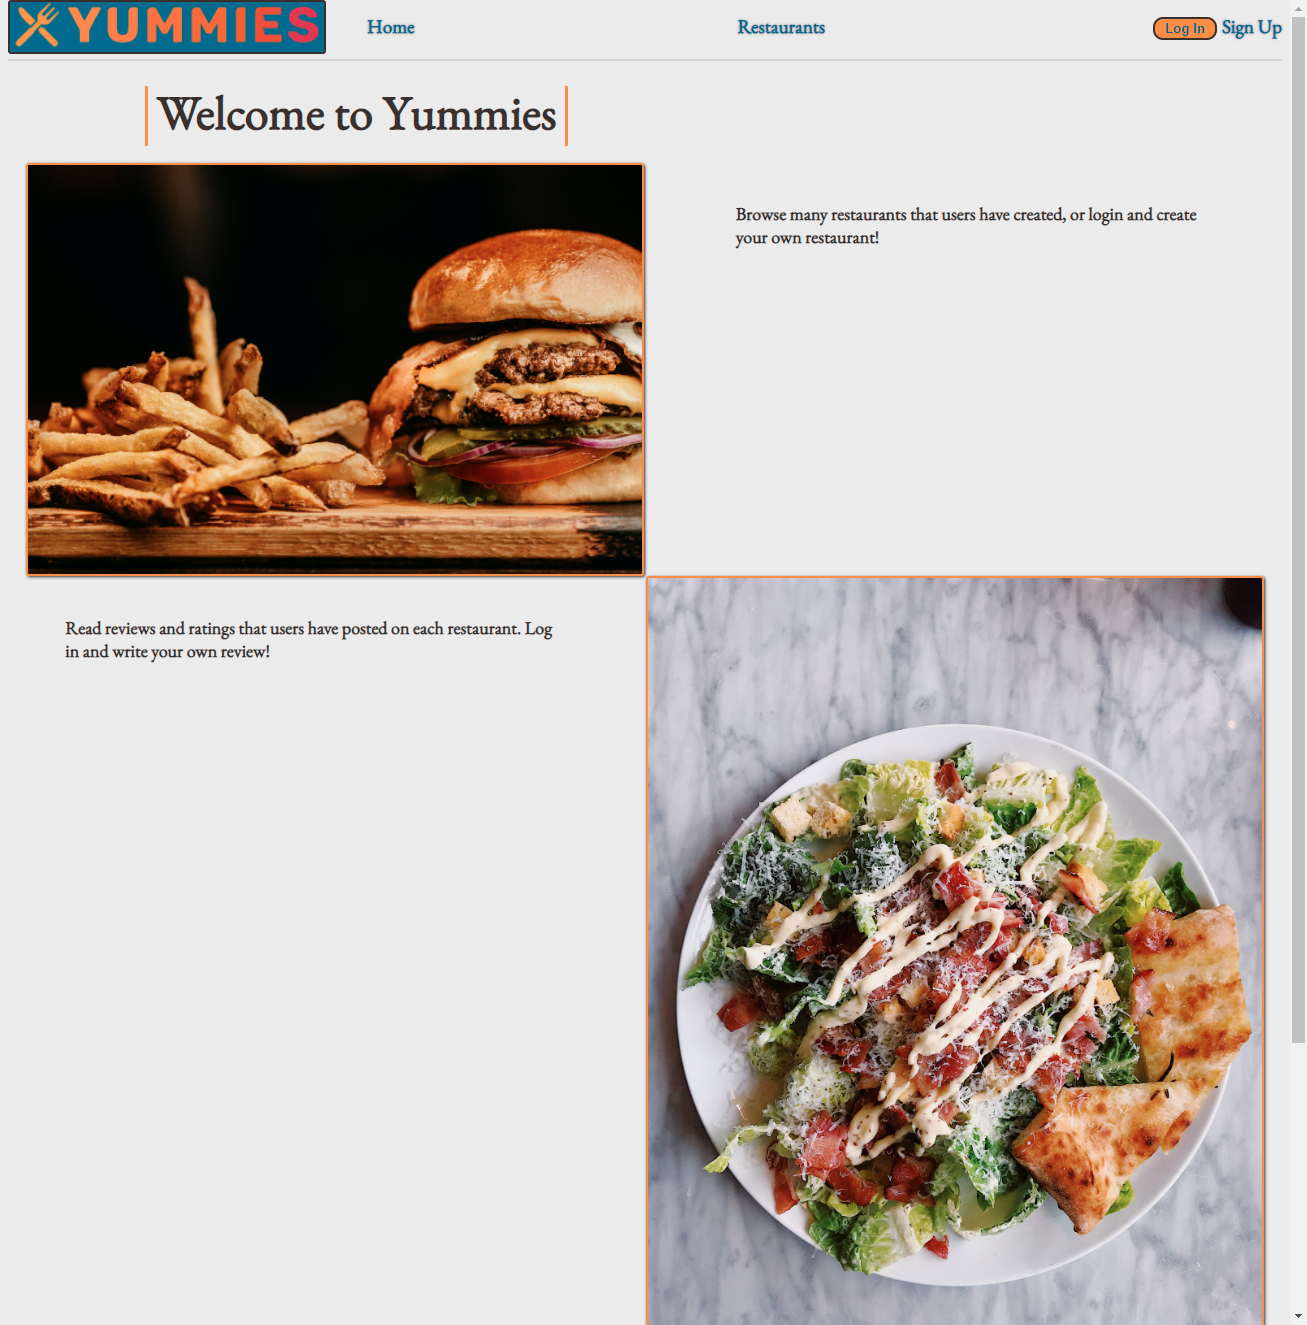 YUMMIES
Home
Restaurants
Log In
Sign Up
Welcome to Yummies
Browse many restaurants that users have created, or login and create
your own restaurant!
Read reviews and ratings that users have posted on each restaurant. Log
in and write your own review!